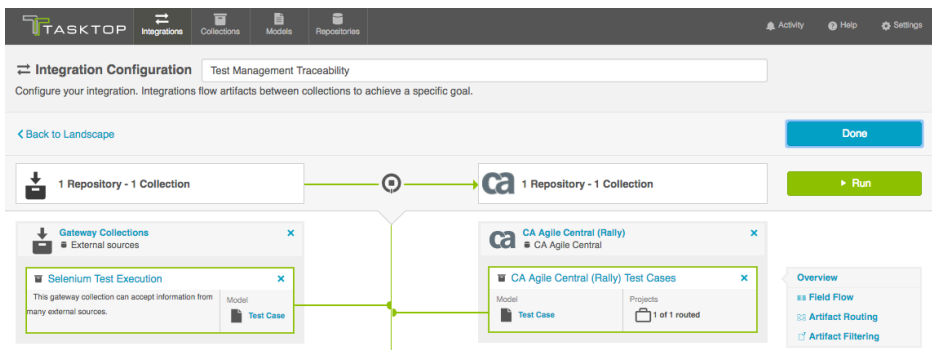 TASKTOP
Integrations
Collections
Models
Repositories
Activity
Help
Settings
Integration Configuration
Test Management Traceability
Configure your integration. Integrations flow artifacts between collections to achieve a specific goal.
Back to Landscape
Done
1 Repository - 1 Collection
ca
1 Repository - 1 Collection
Run
Gateway Collections
External sources
Selenium Test Execution
This gateway collection can accept information from
many external sources.
Model
Test Case
ca
CA Agile Central (Rally)
CA Agile Central
CA Agile Central (Rally) Test Cases
Model
Test Case
Projects
1 of 1 routed
Overview
Field Flow
Artifact Routing
Artifact Filtering